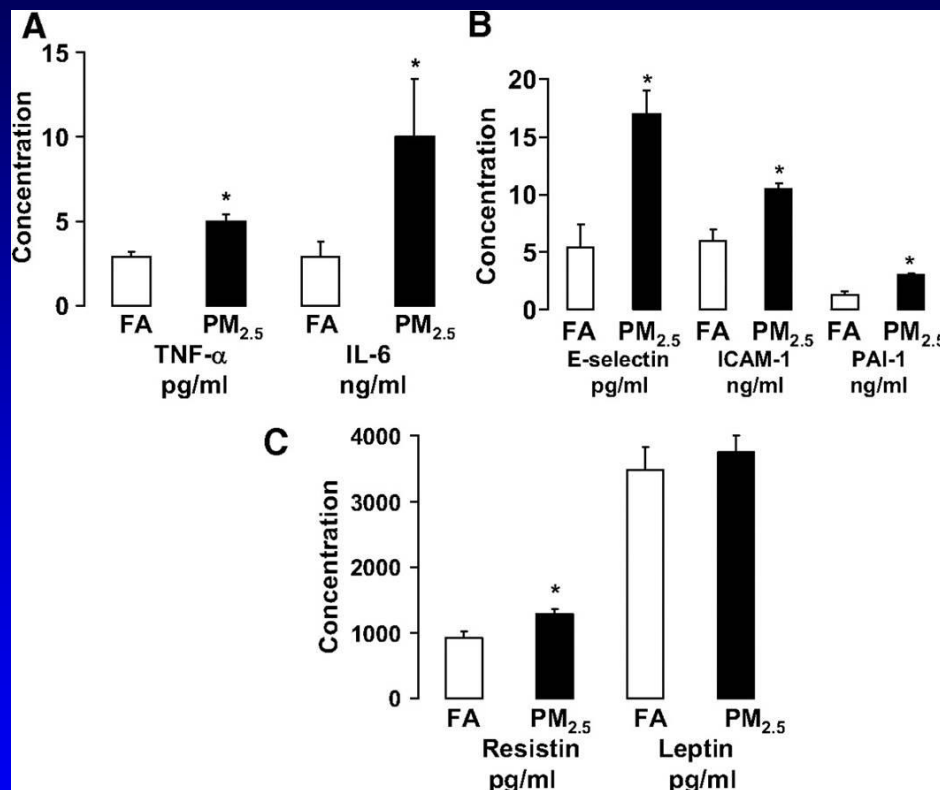 A
Concentration
15
10
5
0
*
*
FA PM2.5 FA PM2.5
TNF-α IL-6
pg/ml ng/ml
B
Concentration
20
15
10
5
0
*
*
*
FA PM2.5 FA PM2.5 FA PM2.5
E-selectin ICAM-1 PAI-1
pg/ml ng/ml ng/ml
C
Concentration
4000
3000
2000
1000
0
*
FA PM2.5 FA PM2.5
Resistin Leptin
pg/ml pg/ml